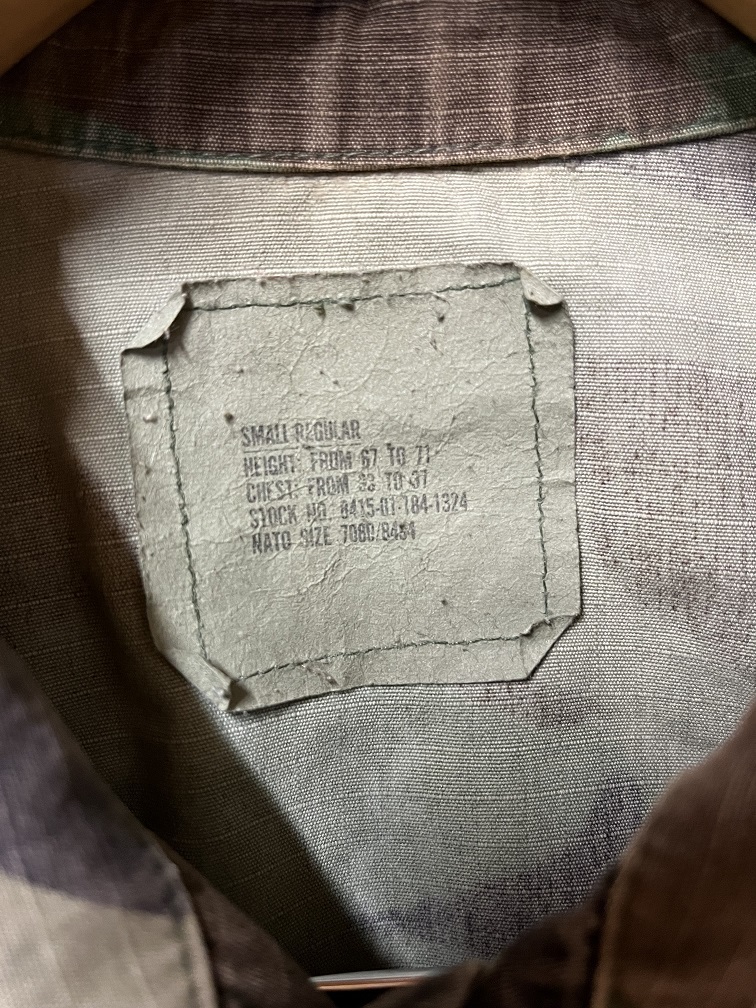 SMALL-REGULAR
HEIGHT: FROM 67 TO 71
CHEST: FROM 33 TO 37
STOCK NO. 8415-01-184-1324
NATO SIZE 7080/8494